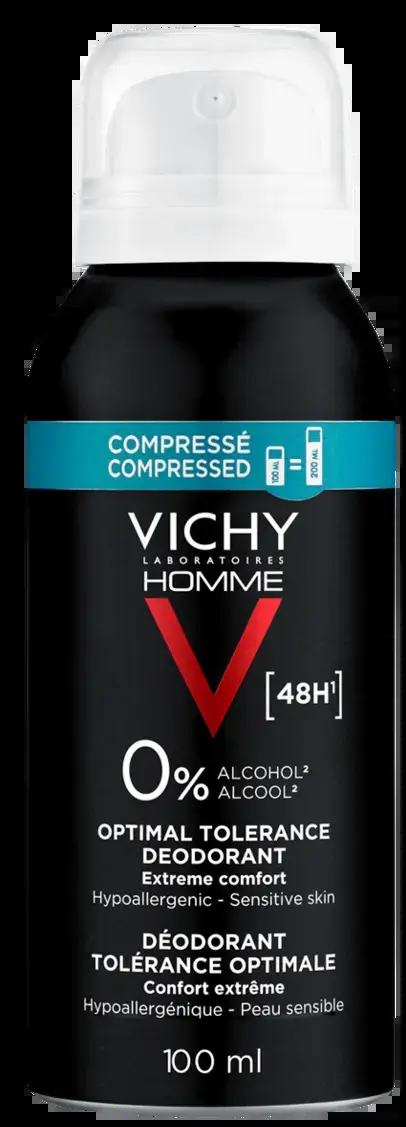 COMPRESSÉ
COMPRESSED
100 ML = 200 ML
VICHY
LABORATOIRES
HOMME
[48H¹]
0% ALCOHOL²
ALCOOL²
OPTIMAL TOLERANCE
DEODORANT
Extreme comfort
Hypoallergenic - Sensitive skin
DÉODORANT
TOLÉRANCE OPTIMALE
Confort extrême
Hypoallergénique - Peau sensible
100 ml